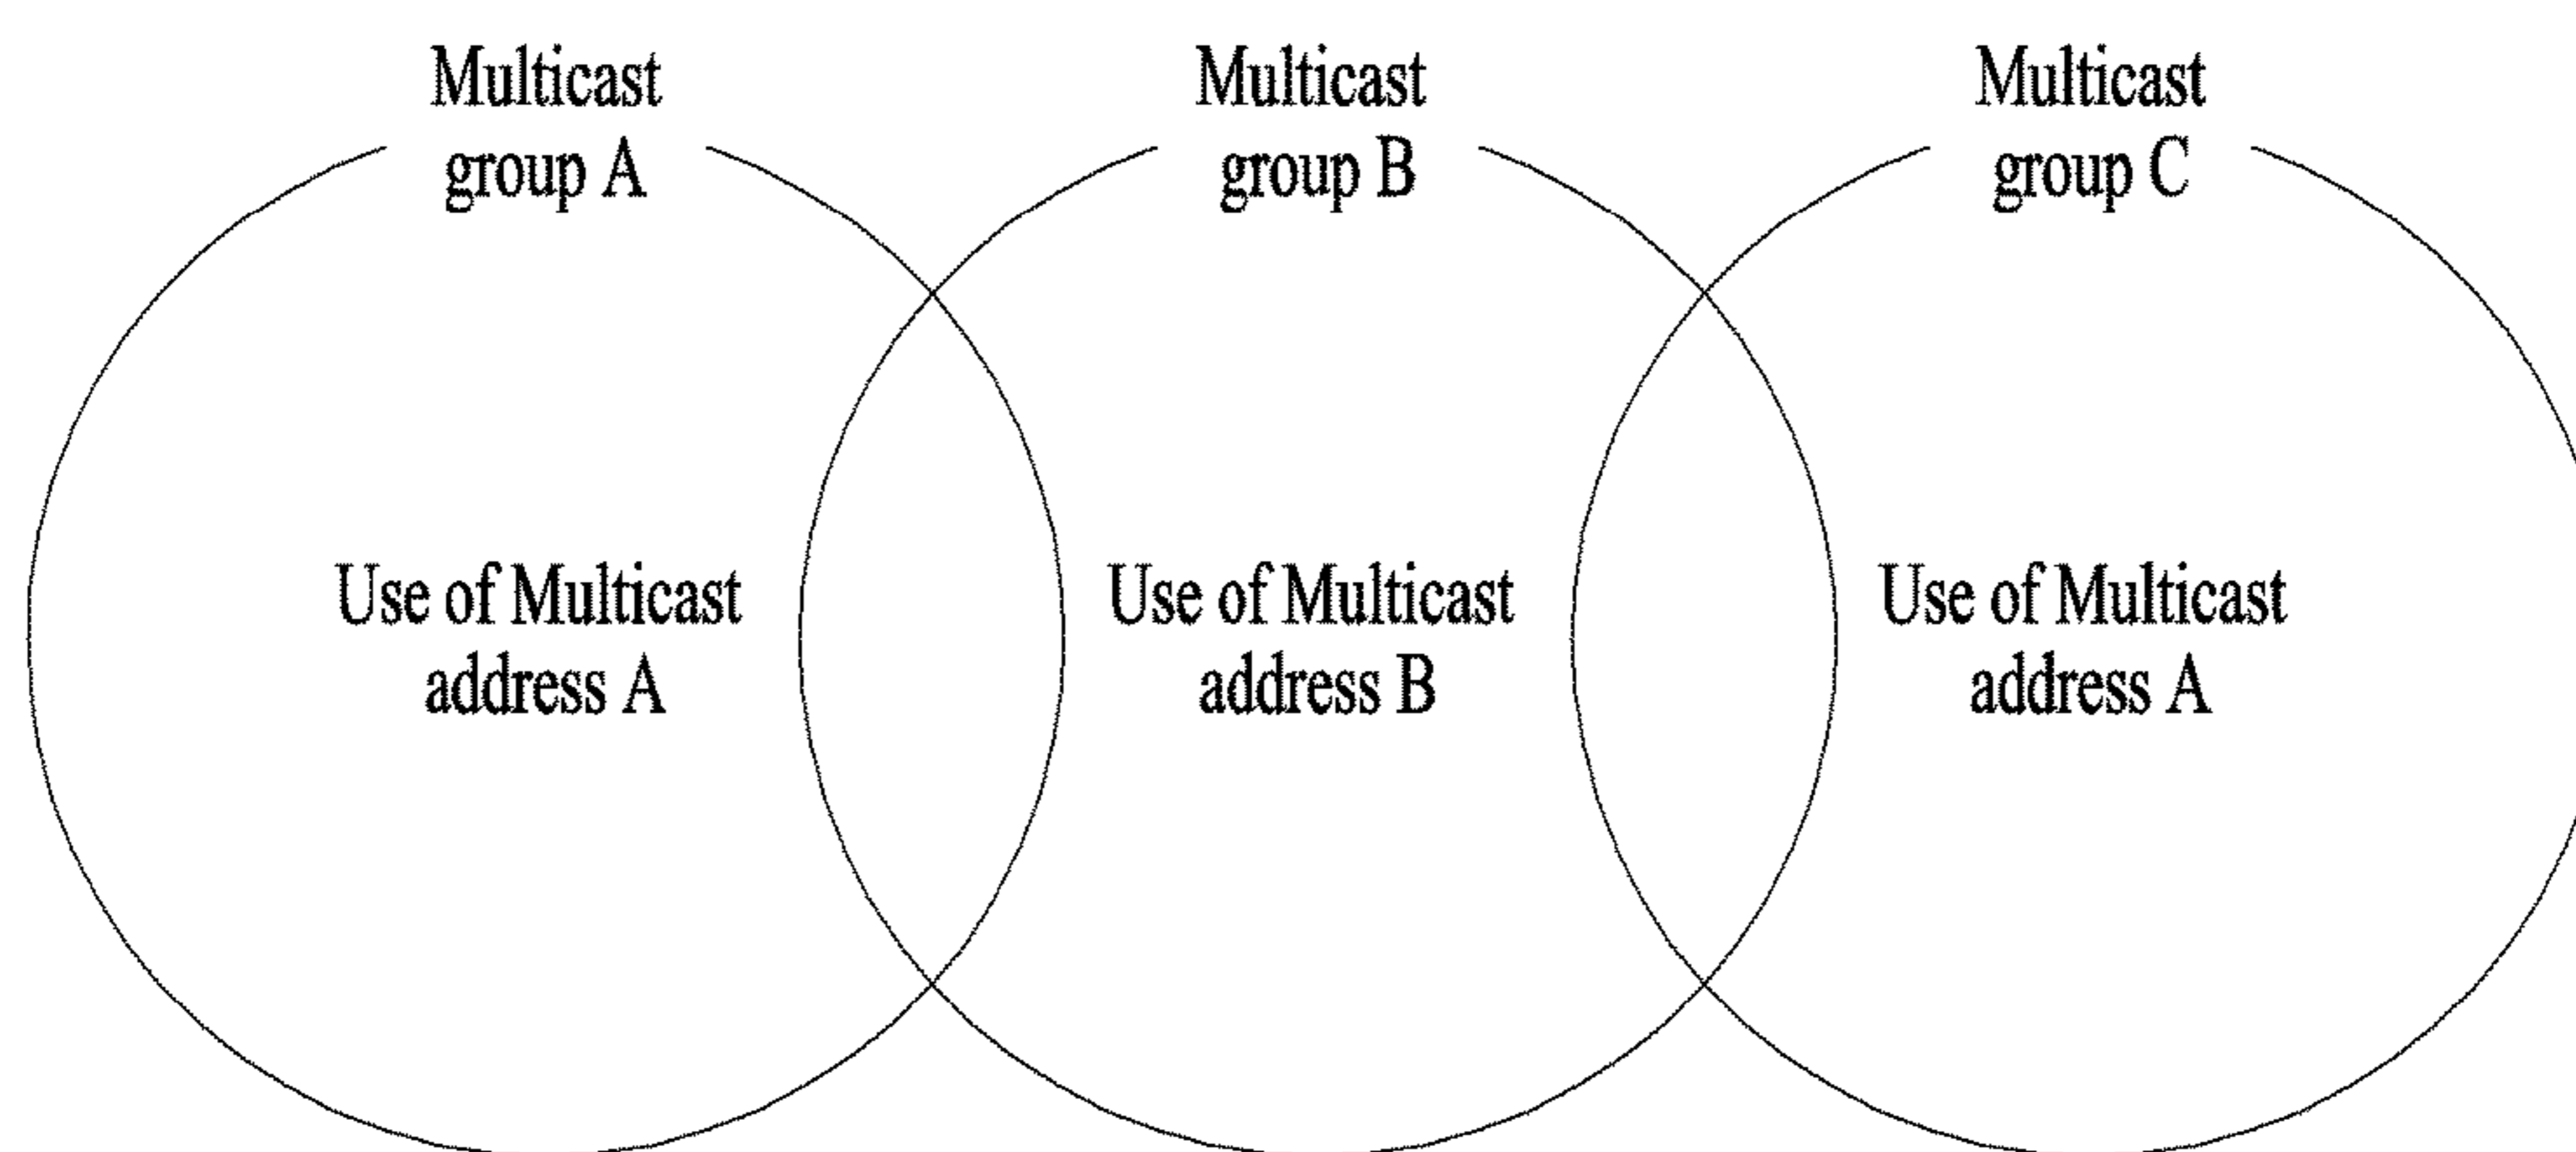 Multicast
group A
Multicast
group B
Multicast
group C
Use of Multicast
address A
Use of Multicast
address B
Use of Multicast
address A